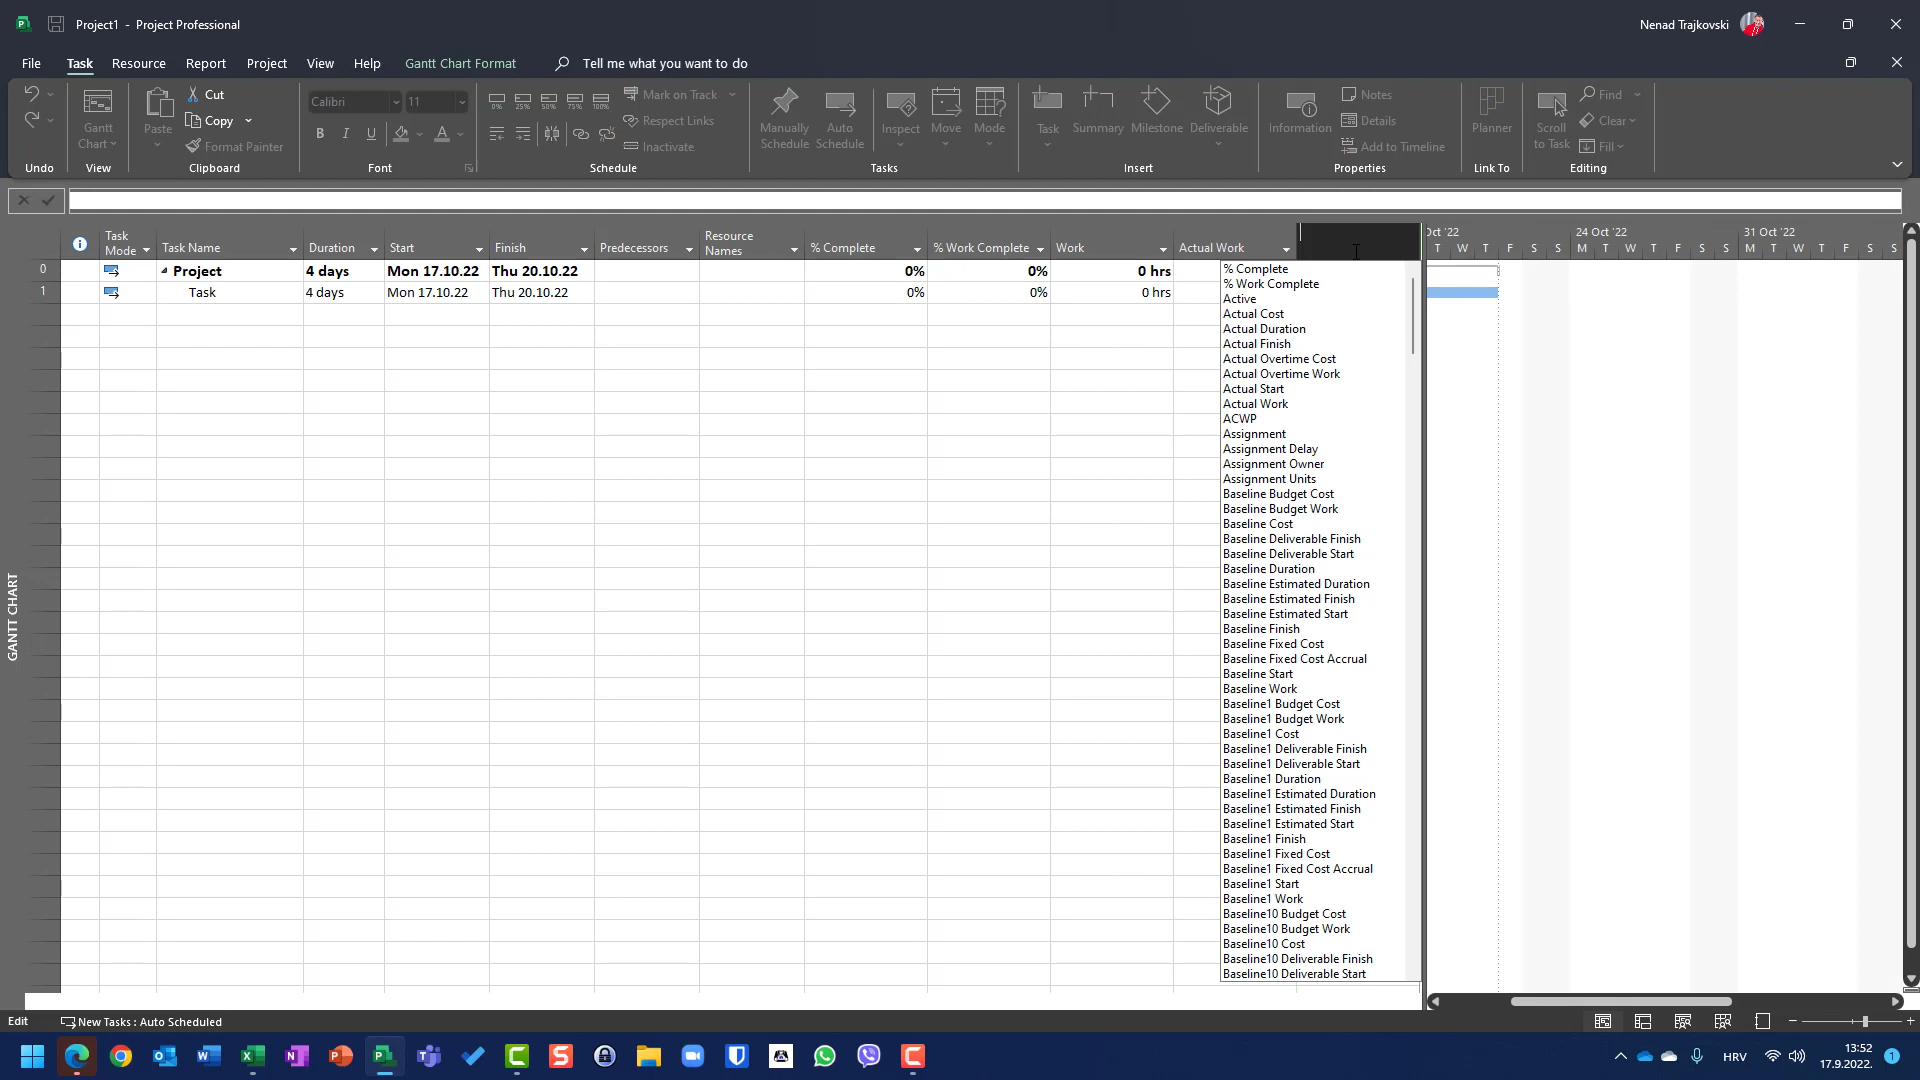 Project1 - Project Professional
Nenad Trajkovski
File Task Resource Report Project View Help Gantt Chart Format Tell me what you want to do
Undo
Gantt Chart
View
Paste
Cut
Copy
Format Painter
Clipboard
Calibri 11
B I U A
Font
0% 25% 50% 75% 100%
Mark on Track
Respect Links
Inactivate
Schedule
Manually Schedule
Auto Schedule
Inspect
Move
Mode
Tasks
Task
Summary
Milestone
Deliverable
Insert
Information
Notes
Details
Add to Timeline
Properties
Planner
Link To
Scroll to Task
Find
Clear
Fill
Editing
Task Mode Task Name Duration Start Finish Predecessors Resource Names % Complete % Work Complete Work Actual Work
Oct '22 24 Oct '22 31 Oct '22
T W T F S S M T W T F S S M T W T F S
0 Project 4 days Mon 17.10.22 Thu 20.10.22 0% 0% 0 hrs
1 Task 4 days Mon 17.10.22 Thu 20.10.22 0% 0% 0 hrs
% Complete
% Work Complete
Active
Actual Cost
Actual Duration
Actual Finish
Actual Overtime Cost
Actual Overtime Work
Actual Start
Actual Work
ACWP
Assignment
Assignment Delay
Assignment Owner
Assignment Units
Baseline Budget Cost
Baseline Budget Work
Baseline Cost
Baseline Deliverable Finish
Baseline Deliverable Start
Baseline Duration
Baseline Estimated Duration
Baseline Estimated Finish
Baseline Estimated Start
Baseline Finish
Baseline Fixed Cost
Baseline Fixed Cost Accrual
Baseline Start
Baseline Work
Baseline1 Budget Cost
Baseline1 Budget Work
Baseline1 Cost
Baseline1 Deliverable Finish
Baseline1 Deliverable Start
Baseline1 Duration
Baseline1 Estimated Duration
Baseline1 Estimated Finish
Baseline1 Estimated Start
Baseline1 Finish
Baseline1 Fixed Cost
Baseline1 Fixed Cost Accrual
Baseline1 Start
Baseline1 Work
Baseline10 Budget Cost
Baseline10 Budget Work
Baseline10 Cost
Baseline10 Deliverable Finish
Baseline10 Deliverable Start
GANTT CHART
Edit New Tasks : Auto Scheduled
HRV
13:52
17.9.2022.
1